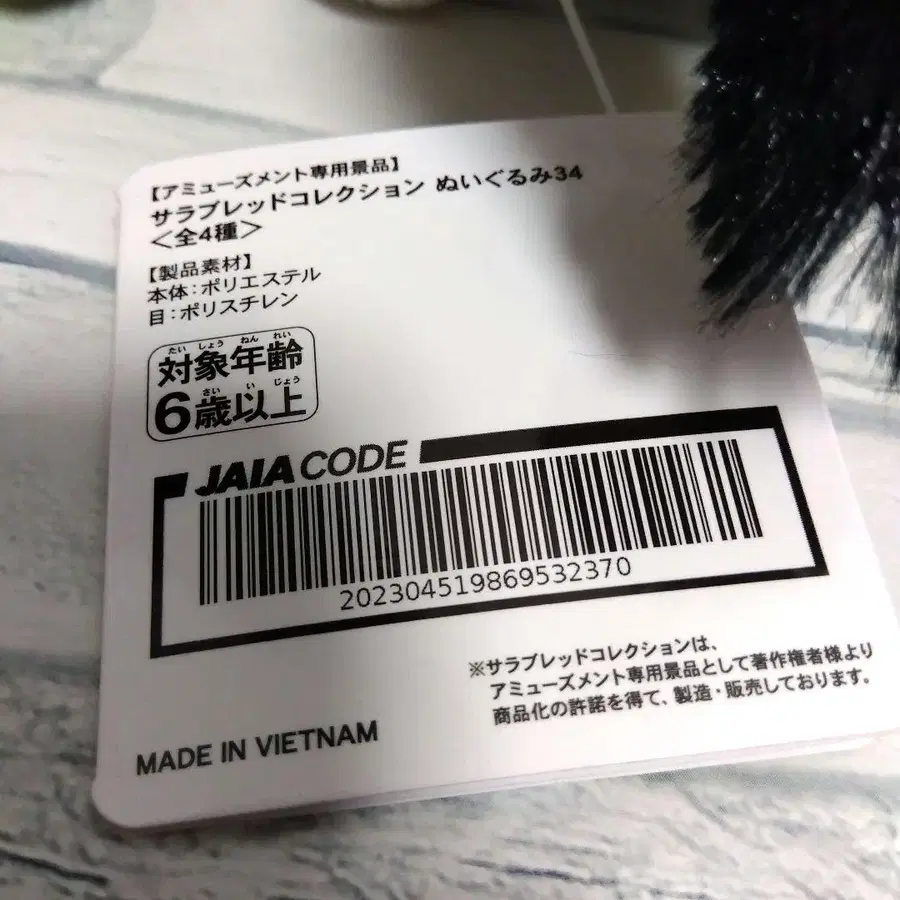 【アミューズメント専用景品】
サラブレッドコレクション ぬいぐるみ34
＜全4種＞
【製品素材】
本体：ポリエステル
目：ポリスチレン
たい しょう ねん れい
対象年齢
さい い じょう
6歳以上
JAIA CODE
202304519869532370
※サラブレッドコレクションは、
アミューズメント専用景品として著作権者様より
商品化の許諾を得て、製造・販売しております。
MADE IN VIETNAM